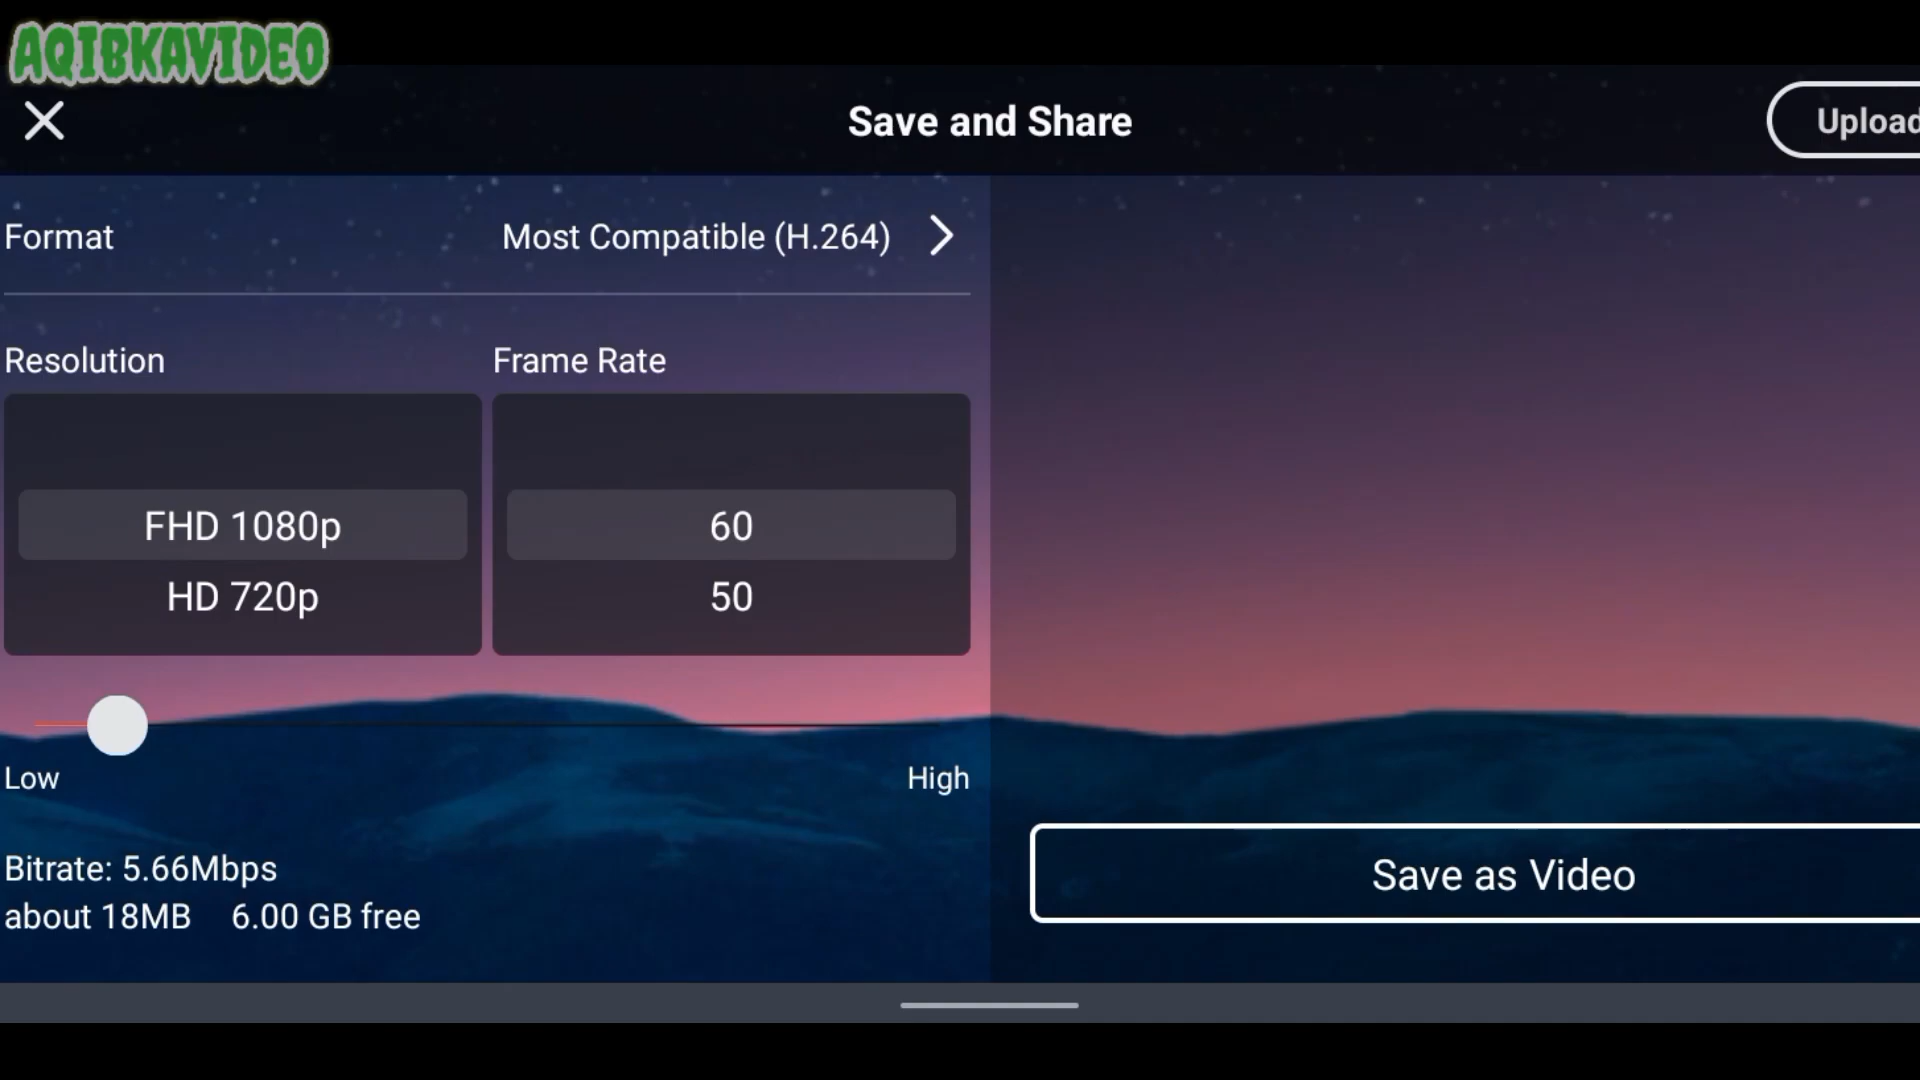 AQIBKAVIDEO
Save and Share
Upload
Format
Most Compatible (H.264)
Resolution
Frame Rate
FHD 1080p
60
HD 720p
50
Low
High
Bitrate: 5.66Mbps
about 18MB 6.00 GB free
Save as Video